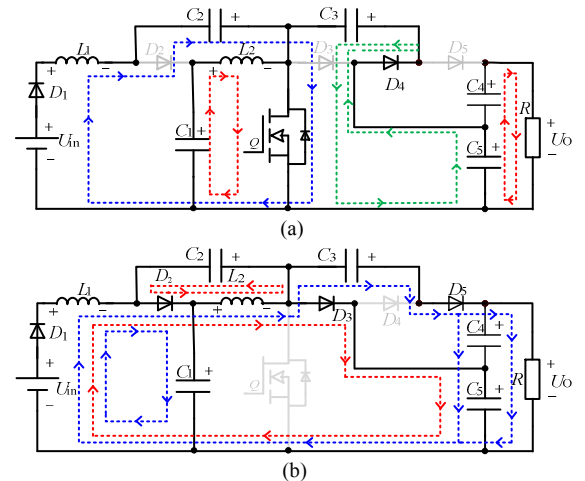 C2 + C3 +
+ L1 − D2 + L2 − D3 D4 D5
D1 C1 + Q C4 + R +
+ Uin − C5 + UO −
(a)
C2 + C3 +
+ L1 − D2 + L2 − D3 D4 D5
D1 C1 + Q C4 + R +
+ Uin − C5 + UO −
(b)